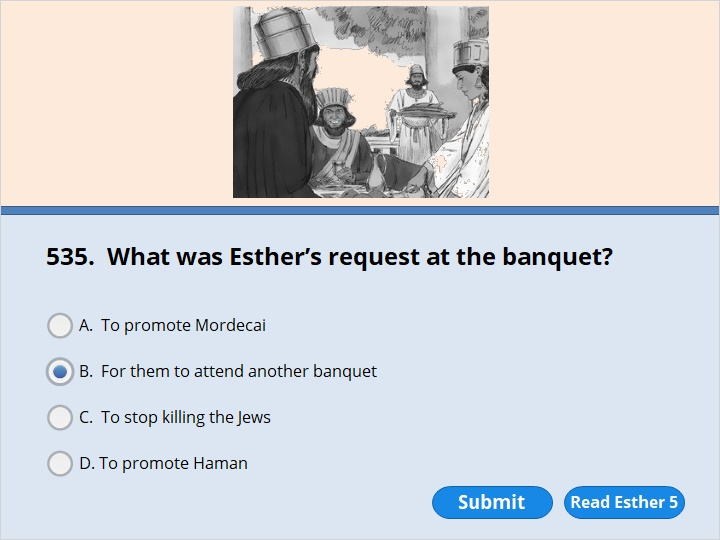 535.  What was Esther’s request at the banquet?
A.  To promote Mordecai
B.  For them to attend another banquet
C.  To stop killing the Jews
D. To promote Haman
Submit
Read Esther 5